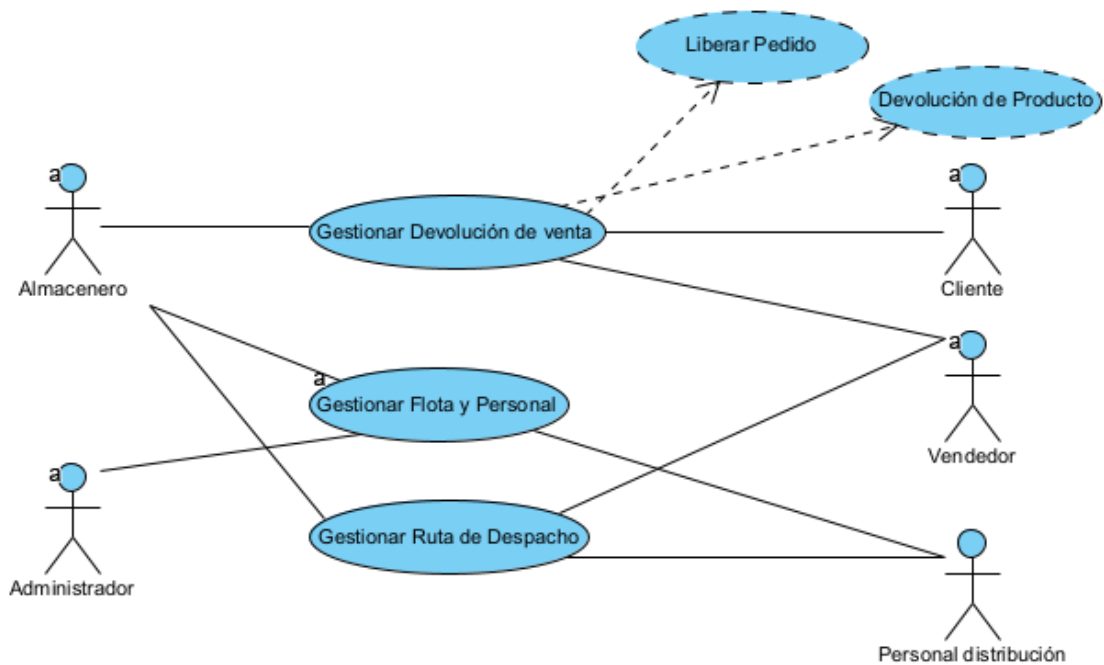 Liberar Pedido
Devolución de Producto
a
a
Gestionar Devolución de venta
Almacenero
Cliente
a
a
Gestionar Flota y Personal
Vendedor
a
Gestionar Ruta de Despacho
Administrador
Personal distribución